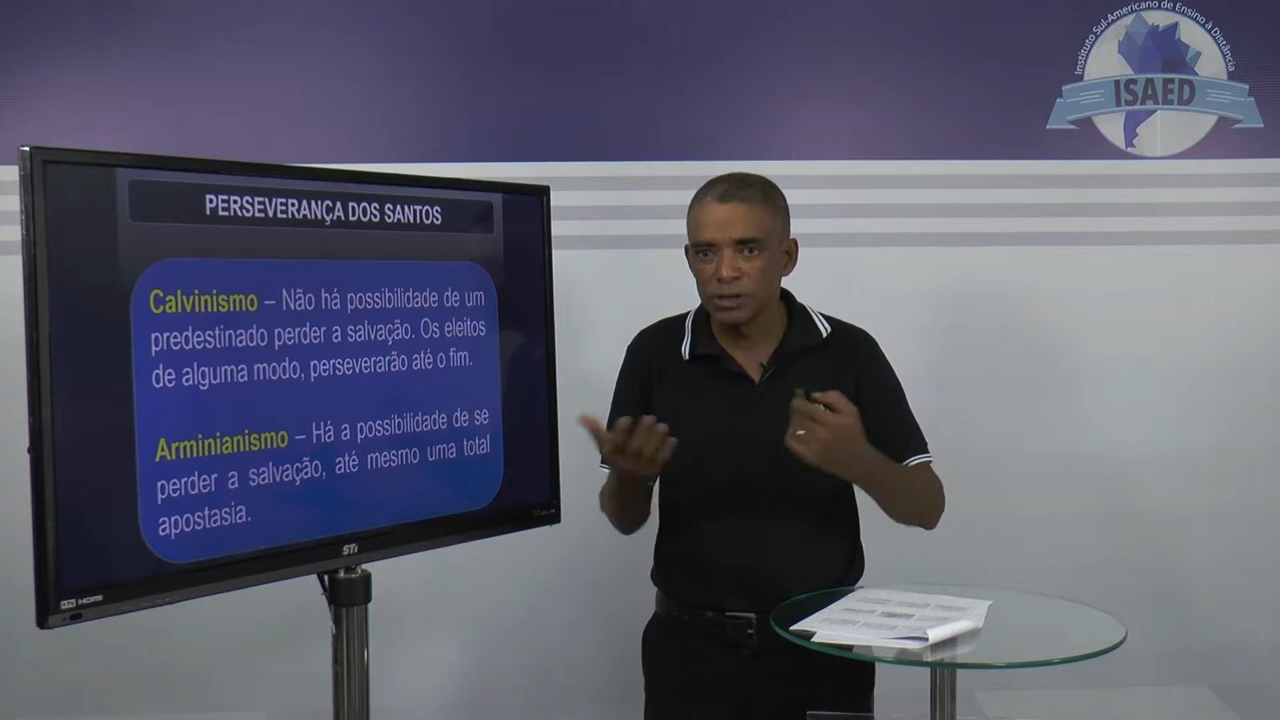 Instituto Sul-Americano de Ensino à Distância
ISAED
PERSEVERANÇA DOS SANTOS
Calvinismo – Não há possibilidade de um
predestinado perder a salvação. Os eleitos
de alguma modo, perseverarão até o fim.
Arminianismo – Há a possibilidade de se
perder a salvação, até mesmo uma total
apostasia.
STi
HDMI